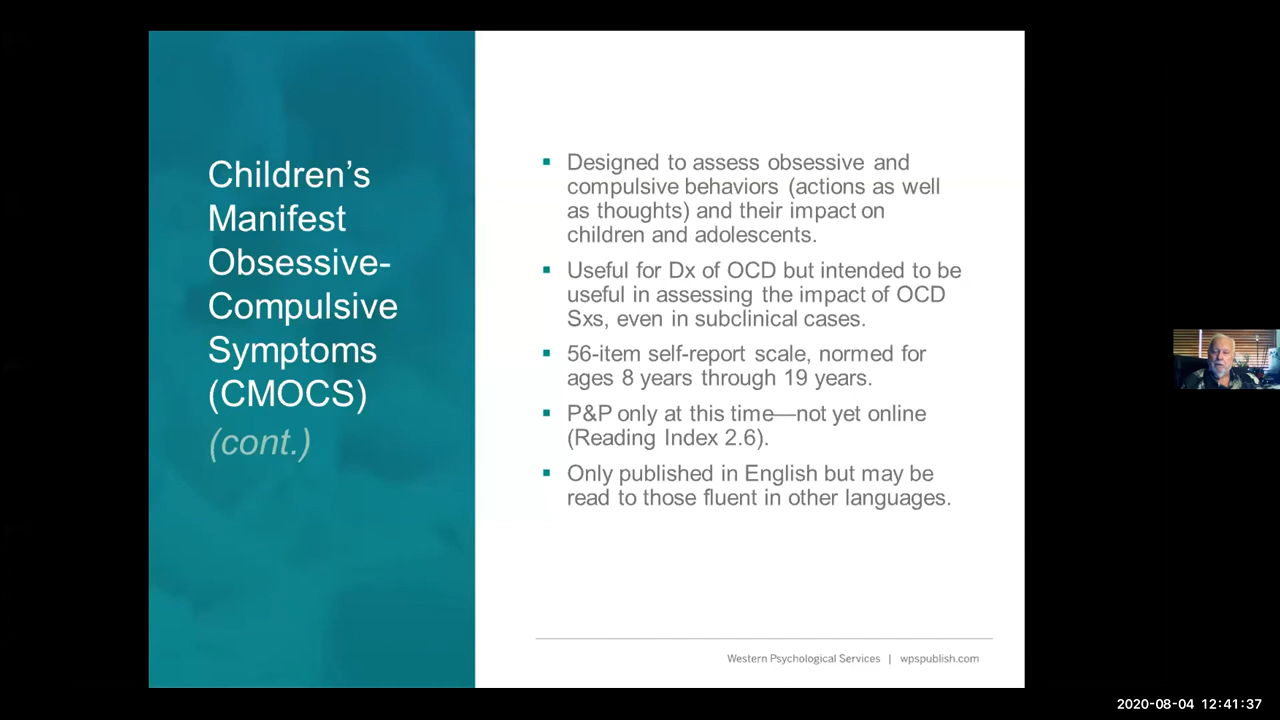 Children’s
Manifest
Obsessive-
Compulsive
Symptoms
(CMOCS)
(cont.)
▪ Designed to assess obsessive and
compulsive behaviors (actions as well
as thoughts) and their impact on
children and adolescents.
▪ Useful for Dx of OCD but intended to be
useful in assessing the impact of OCD
Sxs, even in subclinical cases.
▪ 56-item self-report scale, normed for
ages 8 years through 19 years.
▪ P&P only at this time—not yet online
(Reading Index 2.6).
▪ Only published in English but may be
read to those fluent in other languages.
Western Psychological Services | wpspublish.com
2020-08-04 12:41:37